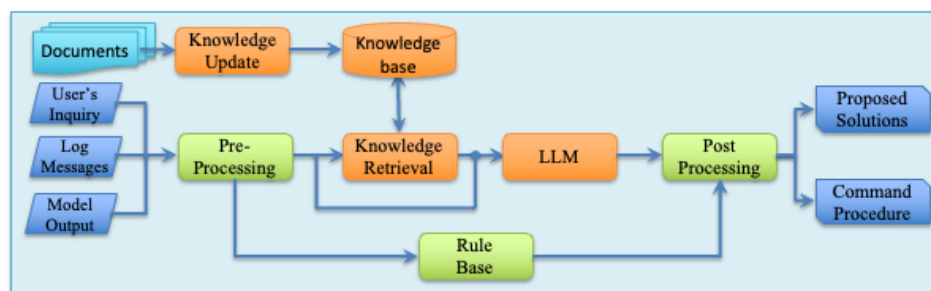 Documents
Knowledge
Update
Knowledge
base
User's
Inquiry
Log
Messages
Model
Output
Pre-
Processing
Knowledge
Retrieval
LLM
Post
Processing
Proposed
Solutions
Command
Procedure
Rule
Base